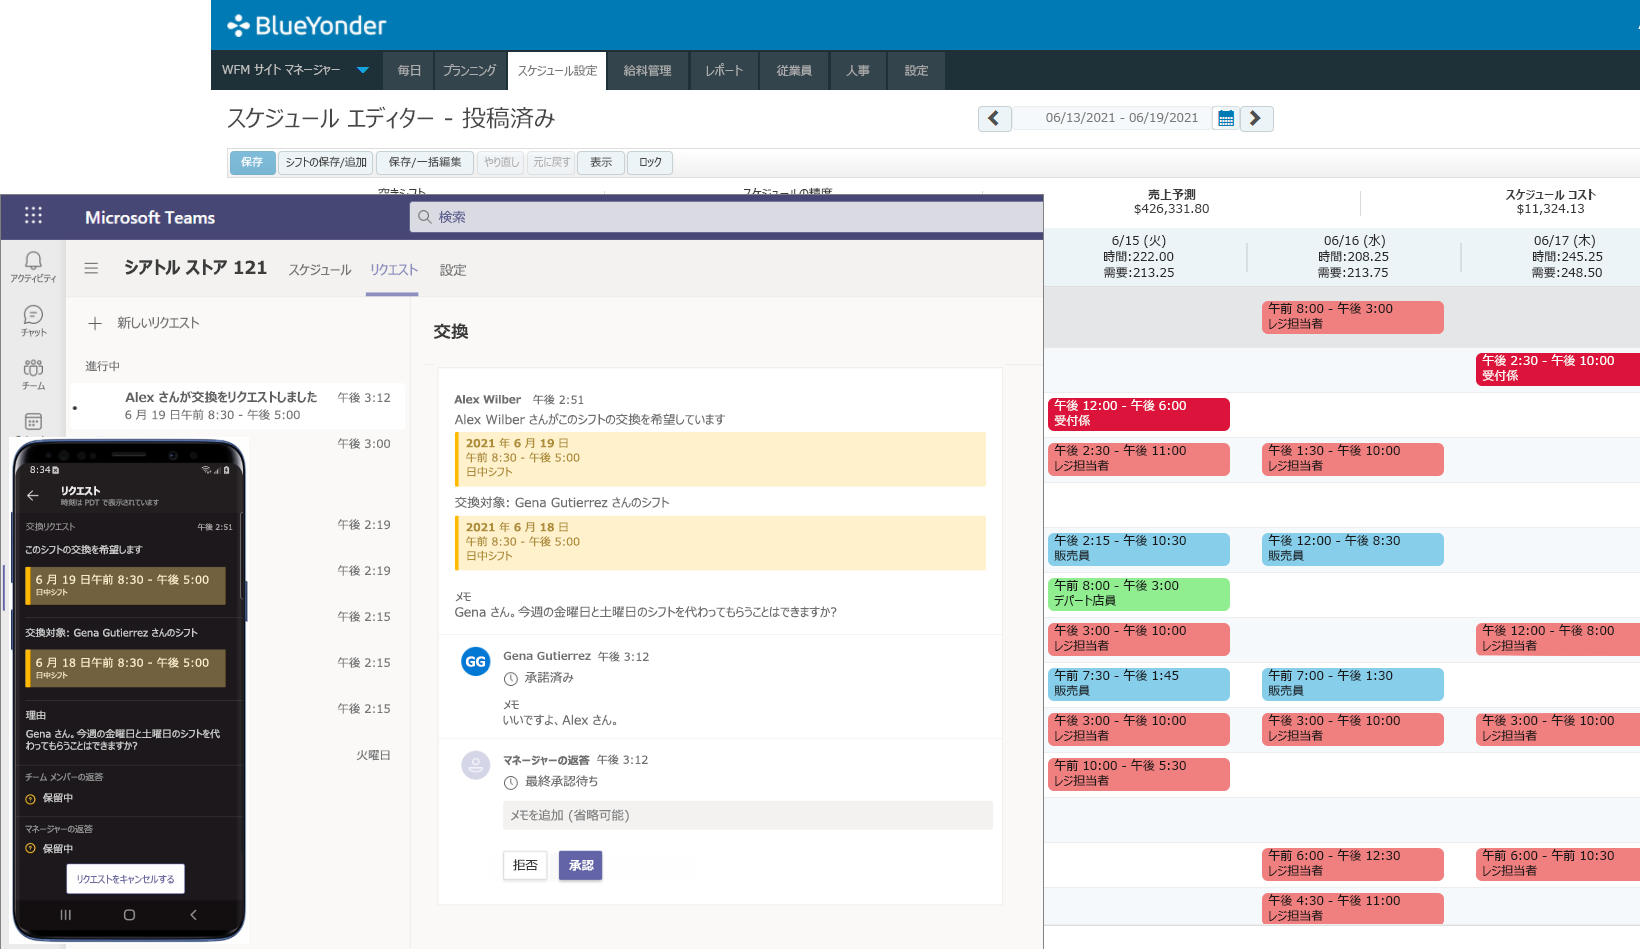 BlueYonder
WFM サイト マネージャー
毎日
プランニング
スケジュール設定
給料管理
レポート
従業員
人事
設定
スケジュール エディター - 投稿済み
06/13/2021 - 06/19/2021
保存
シフトの保存/追加
保存/一括編集
やり直し
元に戻す
表示
ロック
空きシフト
スケジュールの精度
売上予測
$426,331.80
スケジュール コスト
$11,324.13
6/15 (火)
時間:222.00
需要:213.25
06/16 (水)
時間:208.25
需要:213.75
06/17 (木)
時間:245.25
需要:248.50
午前 8:00 - 午後 3:00
レジ担当者
午後 2:30 - 午後 10:00
受付係
午後 12:00 - 午後 6:00
受付係
午後 2:30 - 午後 11:00
レジ担当者
午後 1:30 - 午後 10:00
レジ担当者
午後 2:15 - 午後 10:30
販売員
午後 12:00 - 午後 8:30
販売員
午前 8:00 - 午後 3:00
デパート店員
午後 3:00 - 午後 10:00
レジ担当者
午後 12:00 - 午後 8:00
レジ担当者
午前 7:30 - 午後 1:45
販売員
午前 7:00 - 午後 1:30
販売員
午後 3:00 - 午後 10:00
レジ担当者
午後 3:00 - 午後 10:00
レジ担当者
午後 3:00 - 午後 10:00
レジ担当者
午前 10:00 - 午後 5:30
レジ担当者
午前 6:00 - 午後 12:30
レジ担当者
午前 6:00 - 午前 10:30
レジ担当者
午後 4:30 - 午後 11:00
レジ担当者
Microsoft Teams
検索
アクティビティ
チャット
チーム
シアトル ストア 121
スケジュール
リクエスト
設定
新しいリクエスト
進行中
Alex さんが交換をリクエストしました
午後 3:12
6 月 19 日午前 8:30 - 午後 5:00
午後 3:00
午後 2:19
午後 2:19
午後 2:15
午後 2:15
午後 2:15
火曜日
交換
Alex Wilber 午後 2:51
Alex Wilber さんがこのシフトの交換を希望しています
2021 年 6 月 19 日
午前 8:30 - 午後 5:00
日中シフト
交換対象: Gena Gutierrez さんのシフト
2021 年 6 月 18 日
午前 8:30 - 午後 5:00
日中シフト
メモ
Gena さん。今週の金曜日と土曜日のシフトを代わってもらうことはできますか?
GG
Gena Gutierrez 午後 3:12
承諾済み
メモ
いいですよ、Alex さん。
マネージャーの返答 午後 3:12
最終承認待ち
メモを追加 (省略可能)
拒否
承認
8:34
リクエスト
時刻は PDT で表示されています
交換リクエスト
午後 2:51
このシフトの交換を希望します
6 月 19 日午前 8:30 - 午後 5:00
日中シフト
交換対象: Gena Gutierrez さんのシフト
6 月 18 日午前 8:30 - 午後 5:00
日中シフト
理由
Gena さん。今週の金曜日と土曜日のシフトを代
わってもらうことはできますか?
チーム メンバーの返答
保留中
マネージャーの返答
保留中
リクエストをキャンセルする